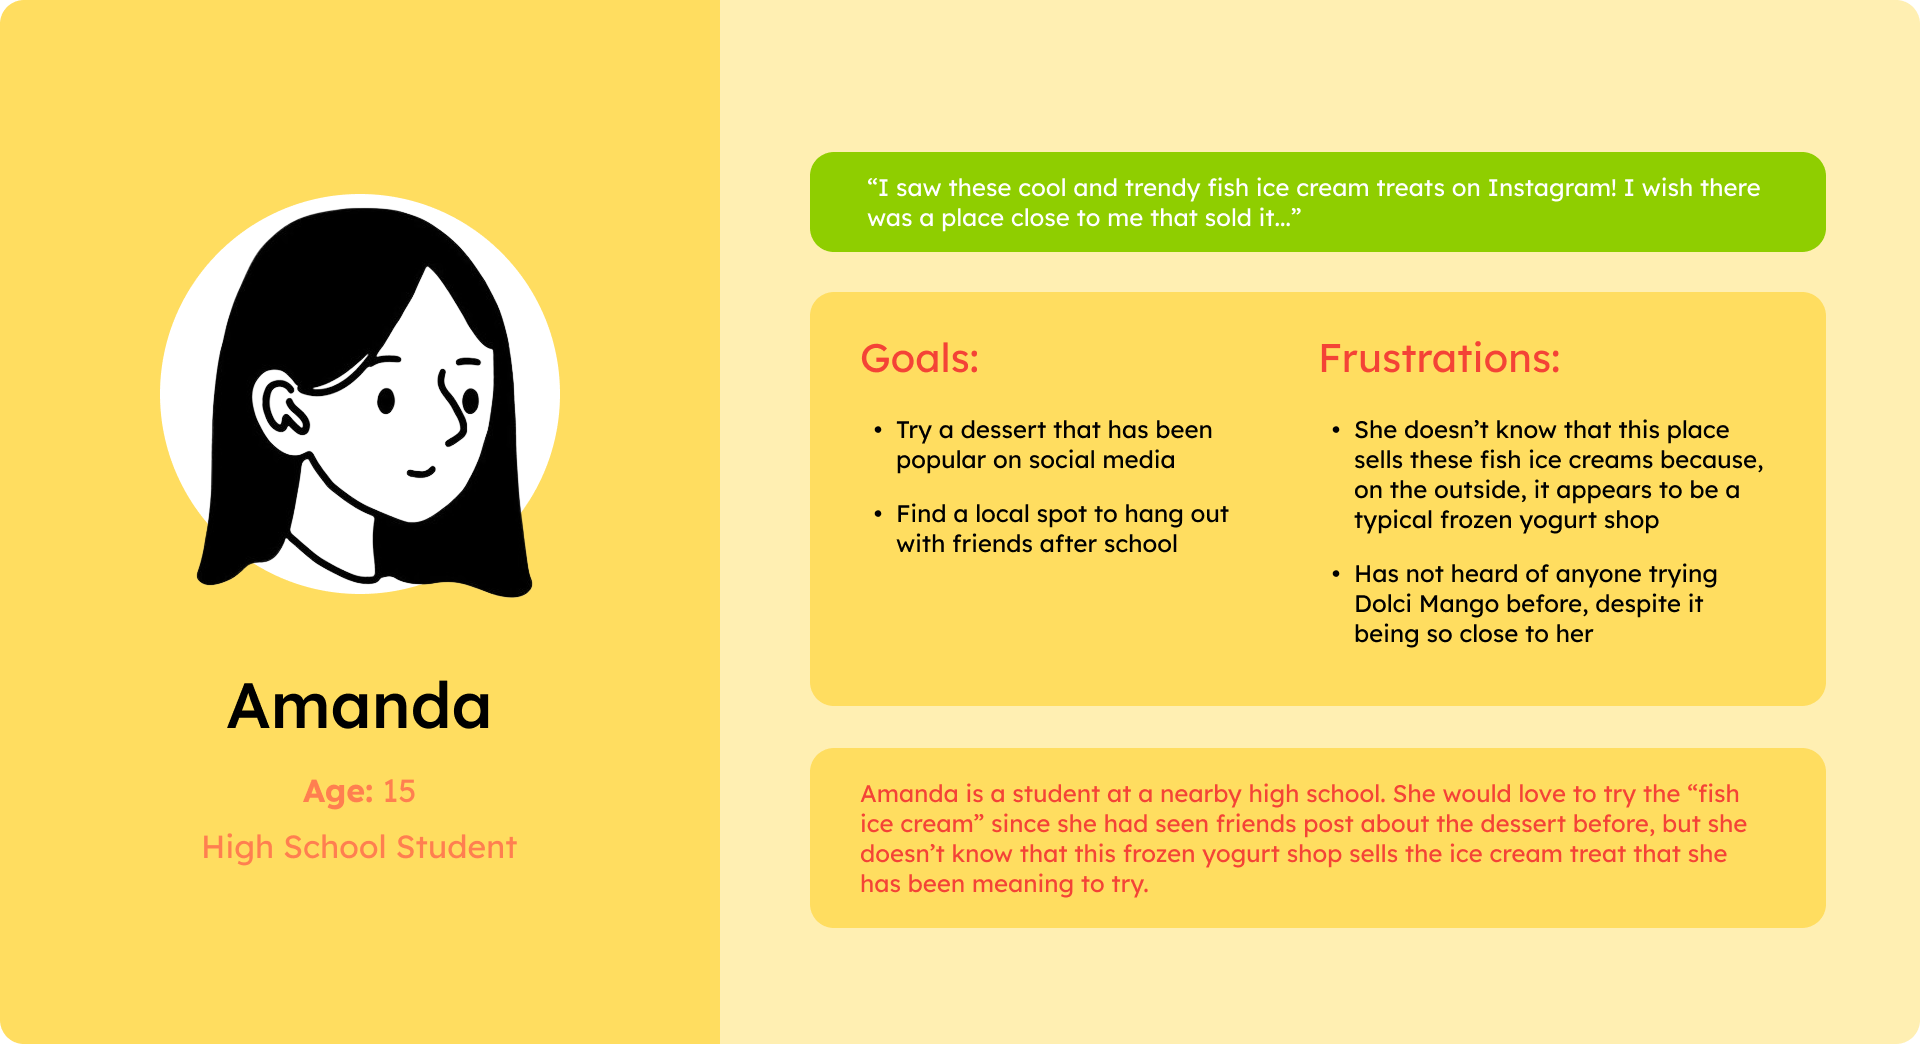 Amanda
Age: 15
High School Student
“I saw these cool and trendy fish ice cream treats on Instagram! I wish there
was a place close to me that sold it...”
Goals:
• Try a dessert that has been
popular on social media
• Find a local spot to hang out
with friends after school
Frustrations:
• She doesn’t know that this place
sells these fish ice creams because,
on the outside, it appears to be a
typical frozen yogurt shop
• Has not heard of anyone trying
Dolci Mango before, despite it
being so close to her
Amanda is a student at a nearby high school. She would love to try the “fish
ice cream” since she had seen friends post about the dessert before, but she
doesn’t know that this frozen yogurt shop sells the ice cream treat that she
has been meaning to try.